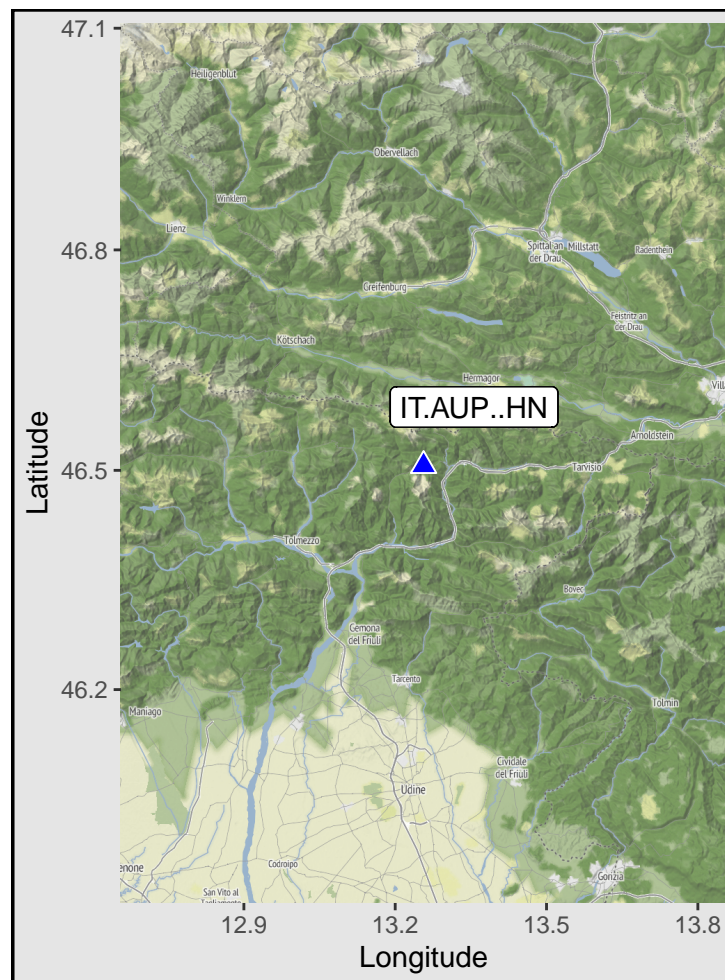 47.1
Heiligenblut
Obervellach
Winklern
Lienz
46.8
Spittal an
der Drau
Millstatt
Radenthein
Greifenburg
Feistritz an
der Drau
Kötschach
Hermagor
Villa
IT.AUP..HN
Arnoldstein
46.5
Tarvisio
Latitude
Tolmezzo
Bovec
Gemona
del Friuli
46.2
Tarcento
Maniago
Tolmin
Cividale
del Friuli
Udine
Codroipo
enone
Gorizia
San Vito al
Tagliamento
12.9
13.2
13.5
13.8
Longitude